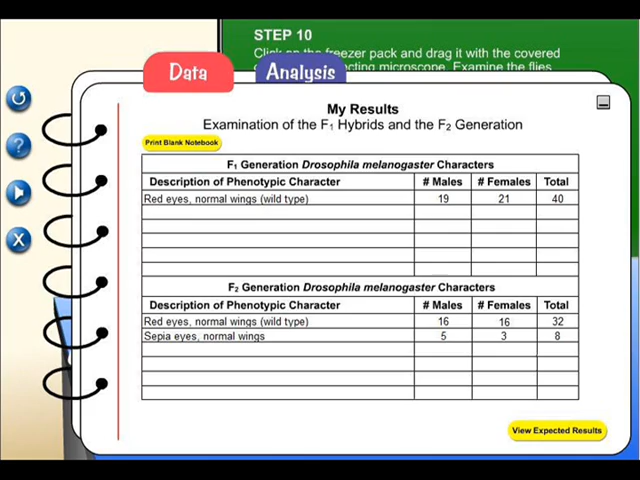 STEP 10
Click on the freezer pack and drag it with the covered
ecting microscope. Examine the flies
Data
Analysis
My Results
Examination of the F1 Hybrids and the F2 Generation
Print Blank Notebook
F1 Generation Drosophila melanogaster Characters
Description of Phenotypic Character # Males # Females Total
Red eyes, normal wings (wild type) 19 21 40
F2 Generation Drosophila melanogaster Characters
Description of Phenotypic Character # Males # Females Total
Red eyes, normal wings (wild type) 16 16 32
Sepia eyes, normal wings 5 3 8
View Expected Results
?
X